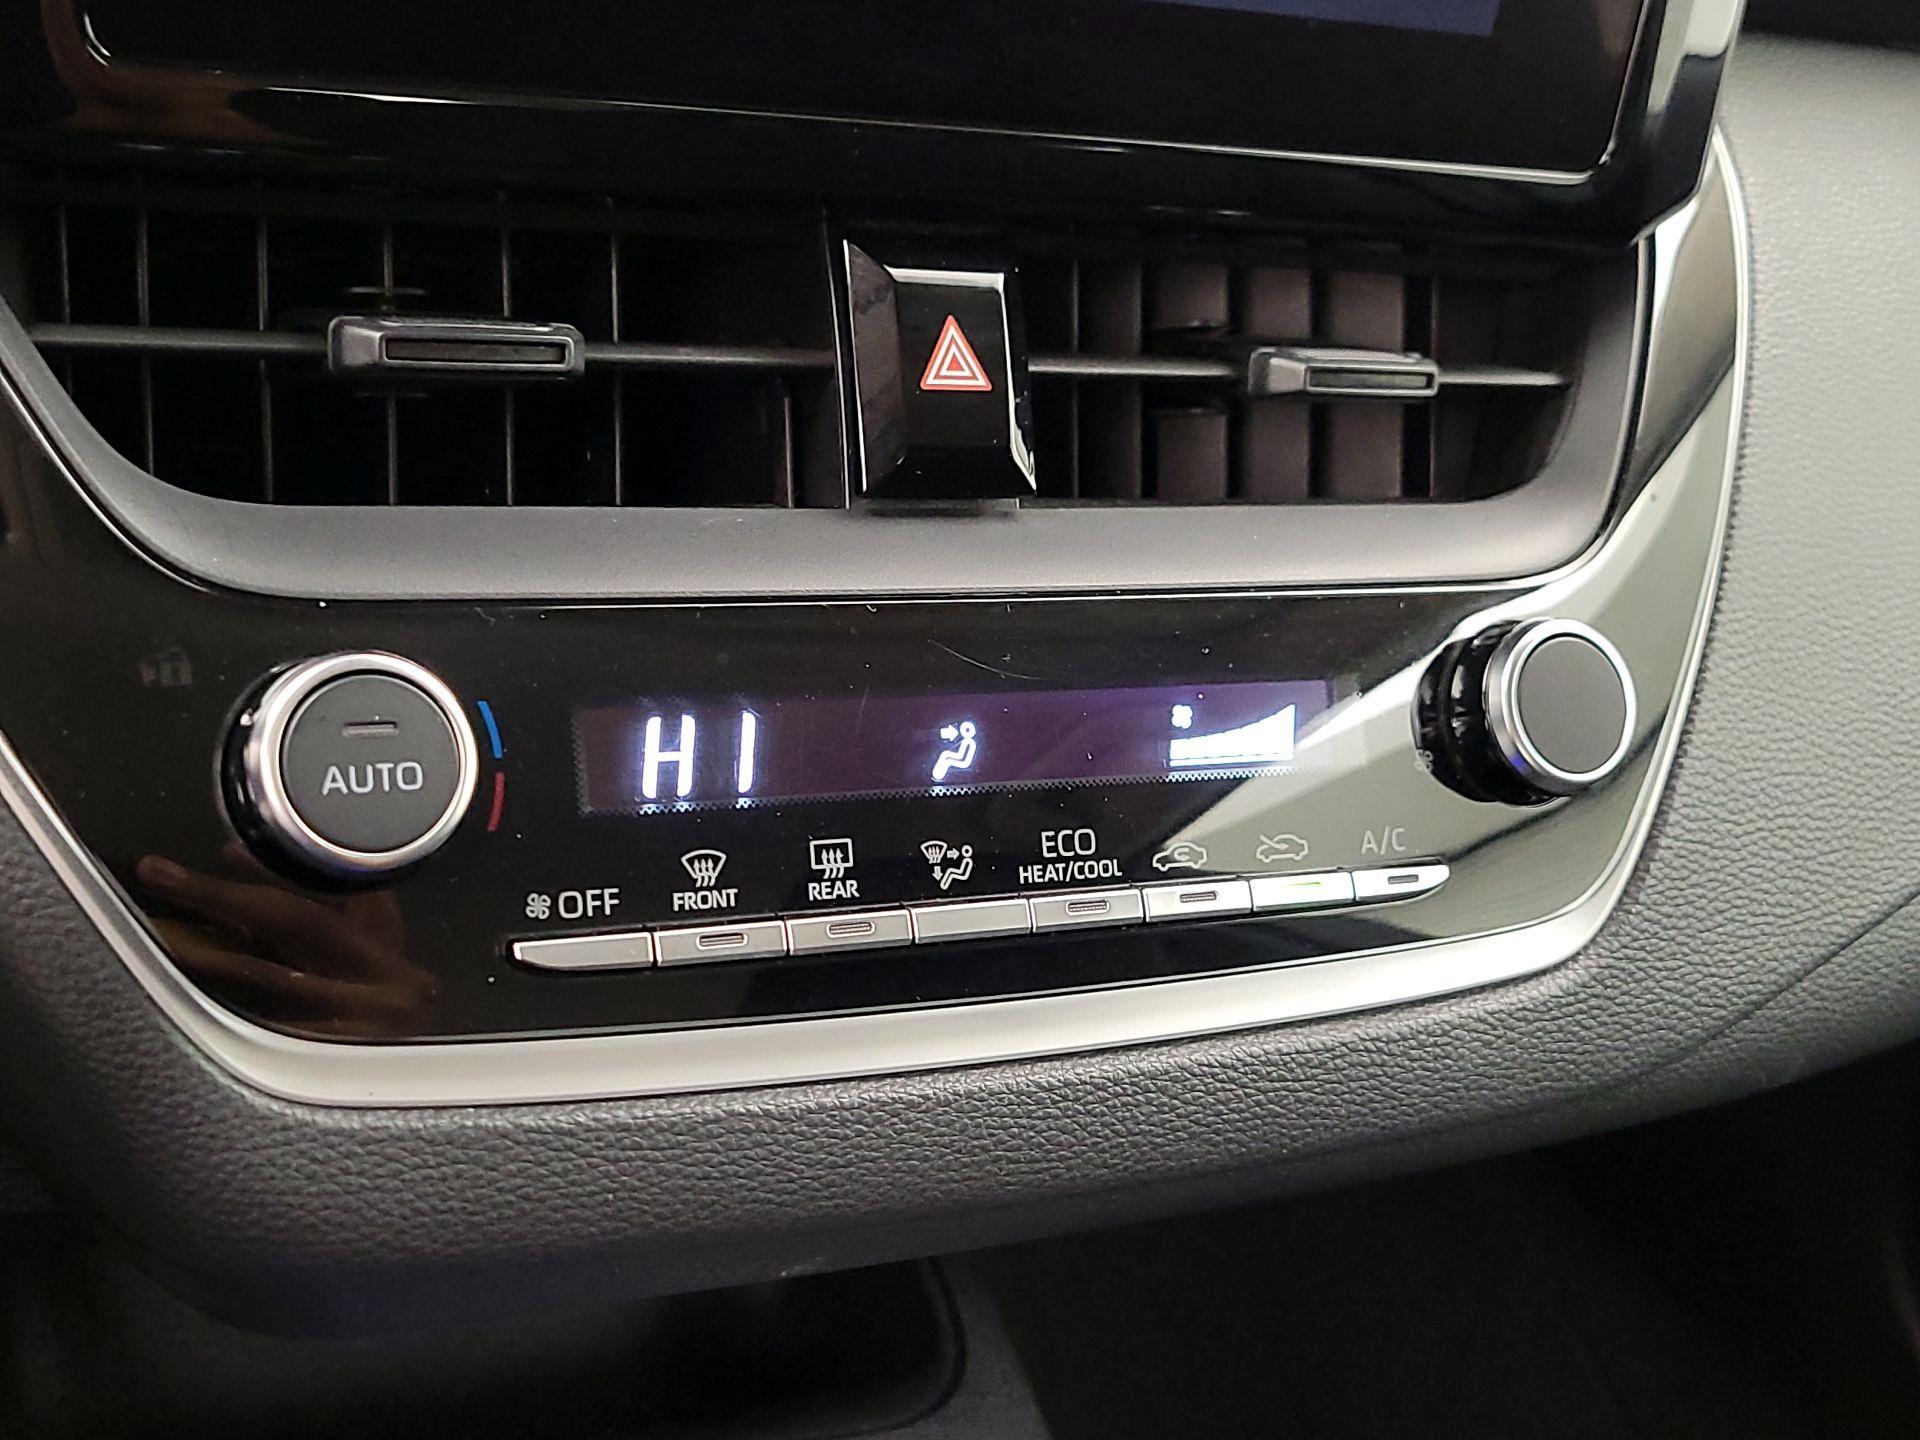 HI
AUTO
OFF
FRONT
REAR
ECO
HEAT/COOL
A/C